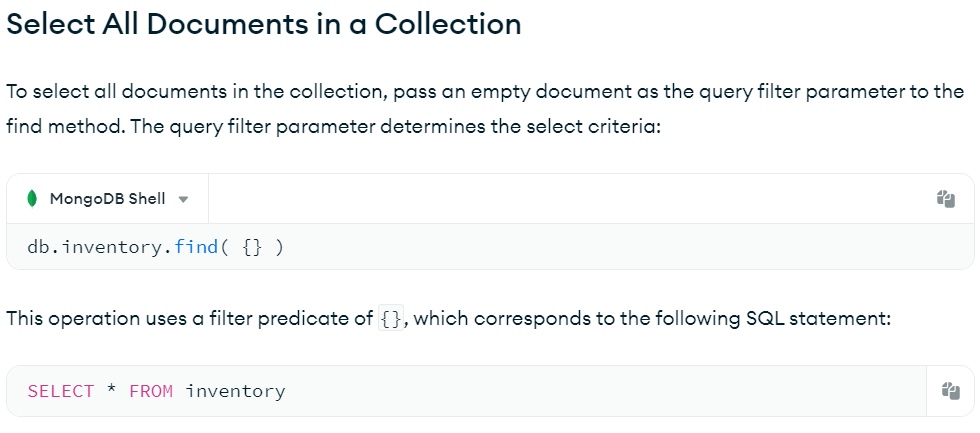 Select All Documents in a Collection
To select all documents in the collection, pass an empty document as the query filter parameter to the
find method. The query filter parameter determines the select criteria:
MongoDB Shell
db.inventory.find( {} )
This operation uses a filter predicate of {}, which corresponds to the following SQL statement:
SELECT * FROM inventory